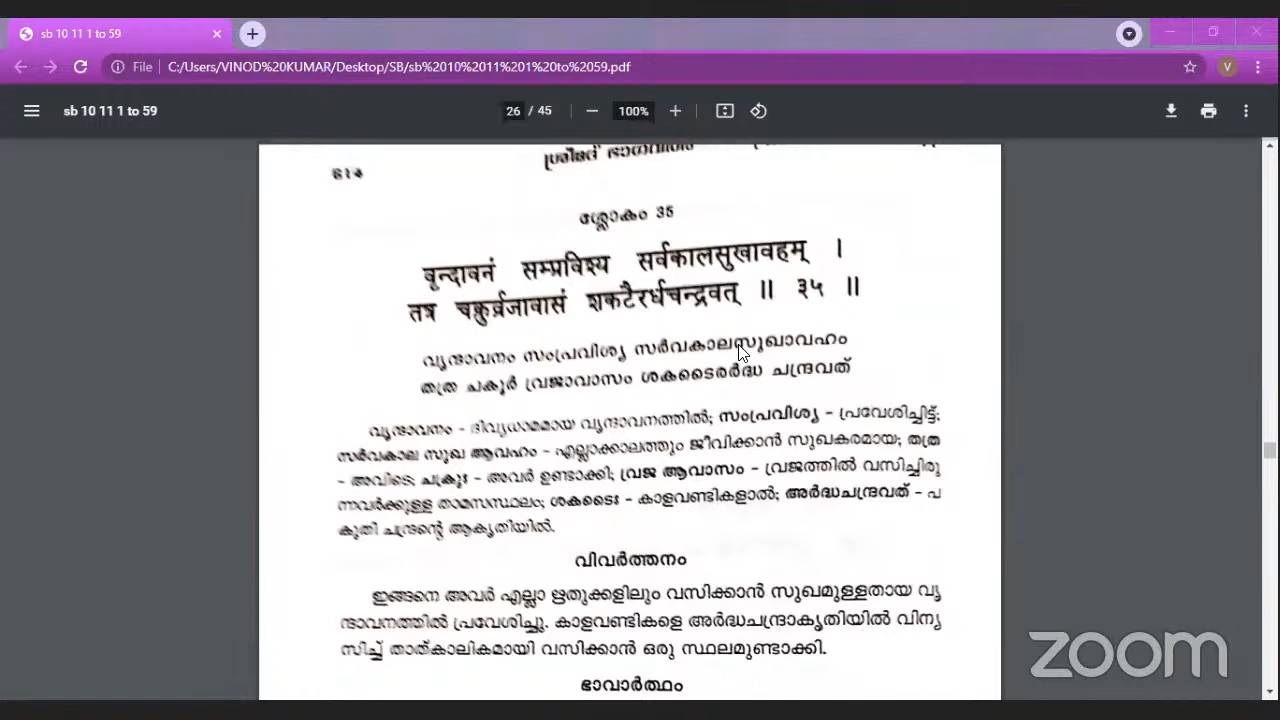 sb 10 11 1 to 59
V
File C:/Users/VINOD%20KUMAR/Desktop/SB/sb%2010%2011%201%20to%2059.pdf
sb 10 11 1 to 59
26 / 45
100%
614
ശ്രീമദ് ഭാഗവതം
ശ്ലോകം 35
वृन्दावनं सम्प्रविश्य सर्वकालसुखावहम् ।
तत्र चक्रुर्व्रजावासं शकटैरर्धचन्द्रवत् ॥ ३५ ॥
വൃന്ദാവനം സംപ്രവിശ്യ സർവകാലസുഖാവഹം
തത്ര ചക്രുർ വ്രജാവാസം ശകടൈരർദ്ധ ചന്ദ്രവത്
വൃന്ദാവനം - ദിവ്യധാമമായ വൃന്ദാവനത്തിൽ; സംപ്രവിശ്യ - പ്രവേശിച്ചിട്ട്;
സർവകാല സുഖ ആവഹം - എല്ലാക്കാലത്തും ജീവിക്കാൻ സുഖകരമായ; തത്ര
- അവിടെ; ചക്രുഃ - അവർ ഉണ്ടാക്കി; വ്രജ ആവാസം - വ്രജത്തിൽ വസിച്ചിരു
ന്നവർക്കുള്ള താമസസ്ഥലം; ശകടൈഃ - കാളവണ്ടികളാൽ; അർദ്ധചന്ദ്രവത് - പ
കുതി ചന്ദ്രന്റെ ആകൃതിയിൽ.
വിവർത്തനം
ഇങ്ങനെ അവർ എല്ലാ ഋതുക്കളിലും വസിക്കാൻ സുഖമുള്ളതായ വൃ
ന്ദാവനത്തിൽ പ്രവേശിച്ചു. കാളവണ്ടികളെ അർദ്ധചന്ദ്രാകൃതിയിൽ വിന്യ
സിച്ച് താത്കാലികമായി വസിക്കാൻ ഒരു സ്ഥലമുണ്ടാക്കി.
ഭാവാർത്ഥം
zoom